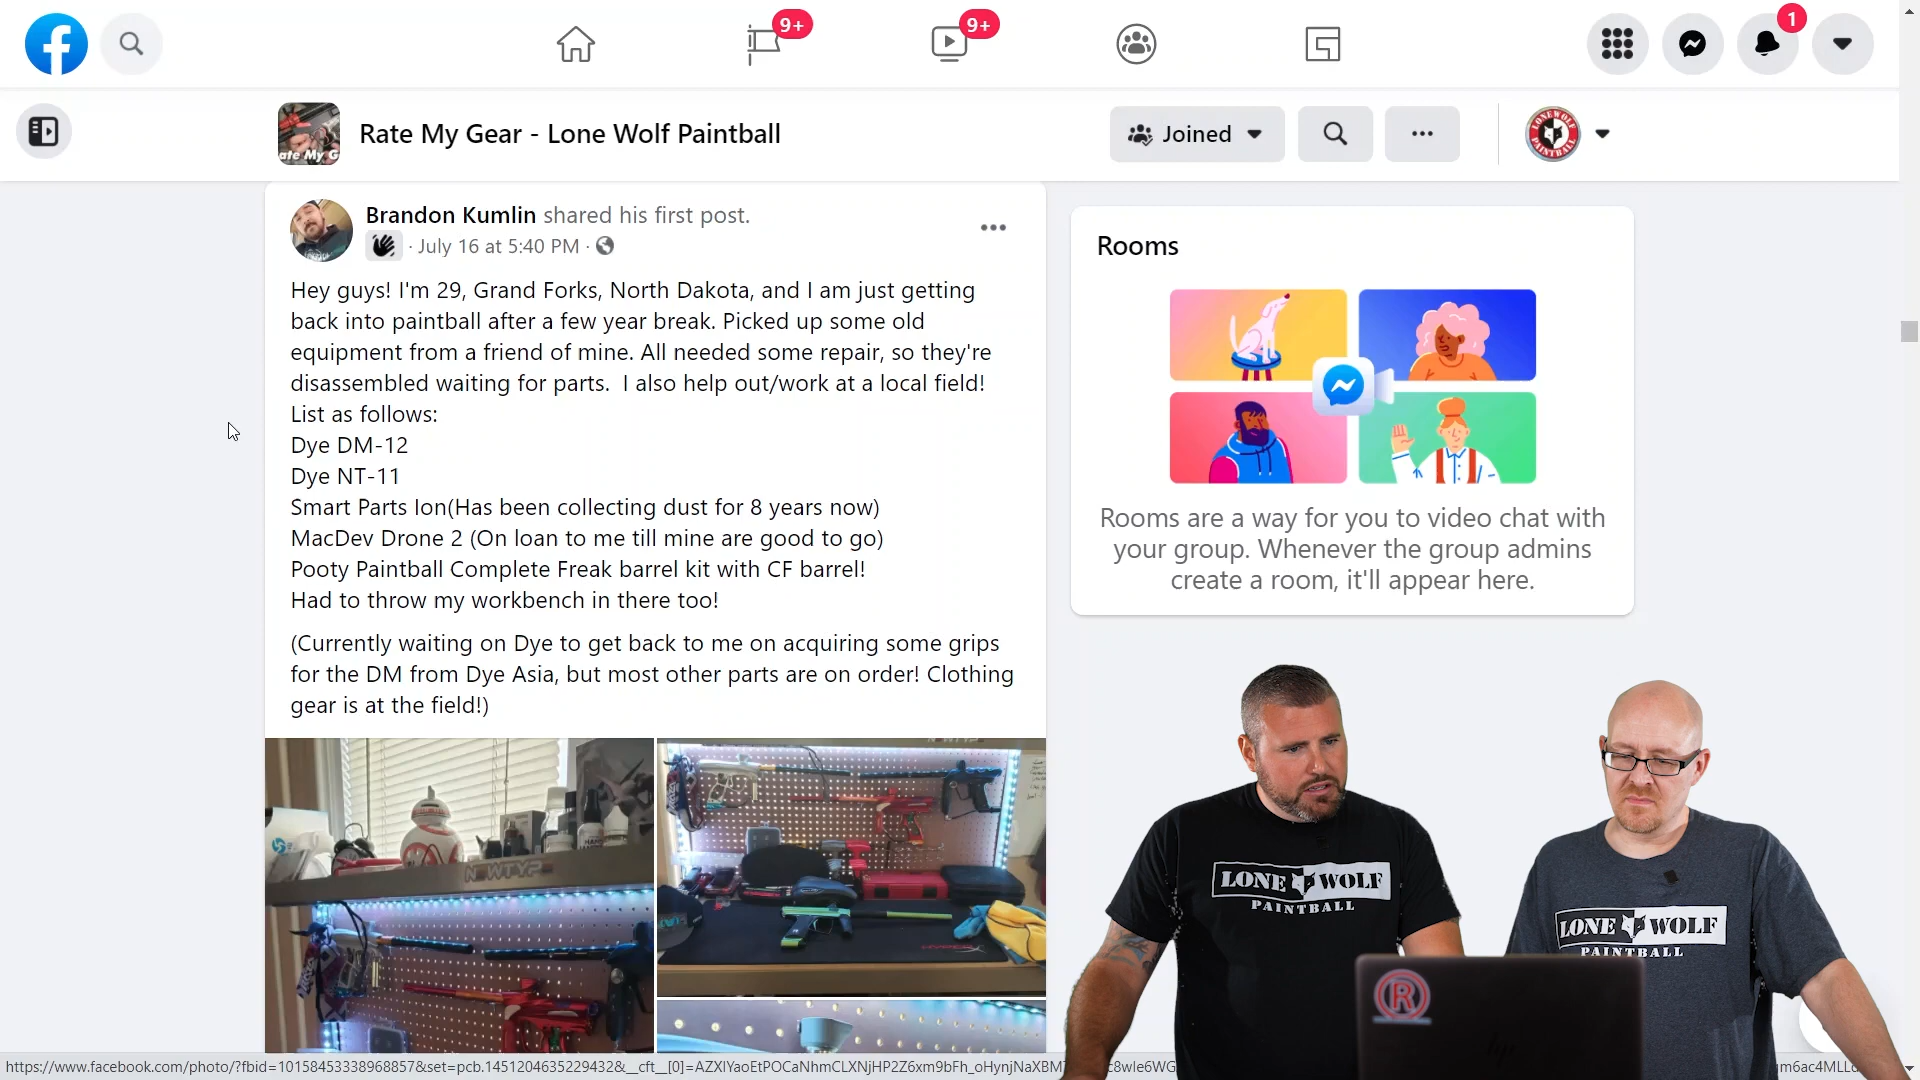 9+
9+
1
Rate My Gear - Lone Wolf Paintball
Joined
Brandon Kumlin shared his first post.
· July 16 at 5:40 PM ·
Hey guys! I'm 29, Grand Forks, North Dakota, and I am just getting
back into paintball after a few year break. Picked up some old
equipment from a friend of mine. All needed some repair, so they're
disassembled waiting for parts.  I also help out/work at a local field!
List as follows:
Dye DM-12
Dye NT-11
Smart Parts Ion(Has been collecting dust for 8 years now)
MacDev Drone 2 (On loan to me till mine are good to go)
Pooty Paintball Complete Freak barrel kit with CF barrel!
Had to throw my workbench in there too!
(Currently waiting on Dye to get back to me on acquiring some grips
for the DM from Dye Asia, but most other parts are on order! Clothing
gear is at the field!)
Rooms
Rooms are a way for you to video chat with
your group. Whenever the group admins
create a room, it'll appear here.
LONE WOLF
PAINTBALL
LONE WOLF
PAINTBALL
R
NEWTYPE
HYPERX